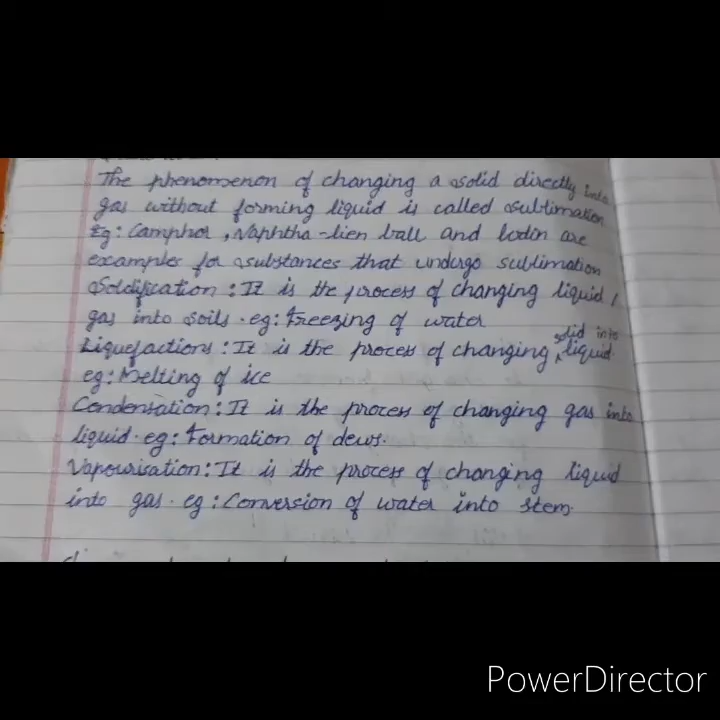 The phenomenon of changing a solid directly into
gas without forming liquid is called sublimation
Eg: Camphor, Naphtha-lien ball and Iodin are
examples for substances that undergo sublimation
Soldification: It is the process of changing liquid /
gas into soils. eg: Freezing of water
Liquefactions: It is the proces of changing solid into liquid.
eg: Melting of ice
Condensation: It is the process of changing gas into
liquid. eg: Formation of dews.
Vapourisation: It is the process of changing liquid
into gas. eg: Conversion of water into stem.
PowerDirector